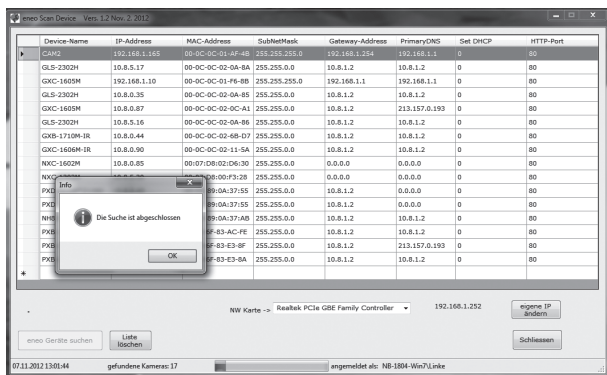 eneo Scan Device Vers. 1.2 Nov. 2. 2012
Device-Name IP-Address MAC-Address SubNetMask Gateway-Address PrimaryDNS Set DHCP HTTP-Port
CAM2 192.168.1.165 00-0C-0C-01-AF-4B 255.255.255.0 192.168.1.254 192.168.1.1 0 80
GLS-2302H 10.8.5.17 00-0C-0C-02-0A-8A 255.255.0.0 10.8.1.2 10.8.1.2 0 80
GXC-1605M 192.168.1.10 00-0C-0C-01-F6-8B 255.255.255.0 192.168.1.1 192.168.1.1 0 80
GLS-2302H 10.8.0.35 00-0C-0C-02-0A-85 255.255.0.0 10.8.1.2 10.8.1.2 0 80
GXC-1605M 10.8.0.87 00-0C-0C-02-0C-A1 255.255.0.0 10.8.1.2 213.157.0.193 0 80
GLS-2302H 10.8.5.16 00-0C-0C-02-0A-86 255.255.0.0 10.8.1.2 10.8.1.2 0 80
GXB-1710M-IR 10.8.0.44 00-0C-0C-02-6B-D7 255.255.0.0 10.8.1.2 10.8.1.2 0 80
GXC-1606M-IR 10.8.0.90 00-0C-0C-02-11-5A 255.255.0.0 10.8.1.2 10.8.1.2 0 80
NXC-1602M 10.8.0.85 00:07:D8:02:D6:30 255.255.0.0 0.0.0.0 0.0.0.0 0 80
NXC D8:00:F3:28 255.255.0.0 0.0.0.0 0.0.0.0 0 80
PXD 89:0A:37:55 255.255.0.0 10.8.1.2 10.8.1.2 0 80
PXD 89:0A:37:55 255.255.0.0 10.8.1.2 10.8.1.2 0 80
NH8 89:0A:37:AB 255.255.0.0 10.8.1.2 10.8.1.2 0 80
PXB 6F-83-AC-FE 255.255.0.0 10.8.1.2 10.8.1.2 0 80
PXB 6F-83-E3-8F 255.255.0.0 10.8.1.2 213.157.0.193 0 80
PXB 6F-83-E3-8A 255.255.0.0 10.8.1.2 10.8.1.2 0 80
Info
Die Suche ist abgeschlossen
OK
NW Karte -> Realtek PCIe GBE Family Controller 192.168.1.252 eigene IP
ändern
eneo Geräte suchen Liste
löschen
Schliessen
07.11.2012 13:01:44 gefundene Kameras: 17 angemeldet als: NB-1804-Win7\Linke